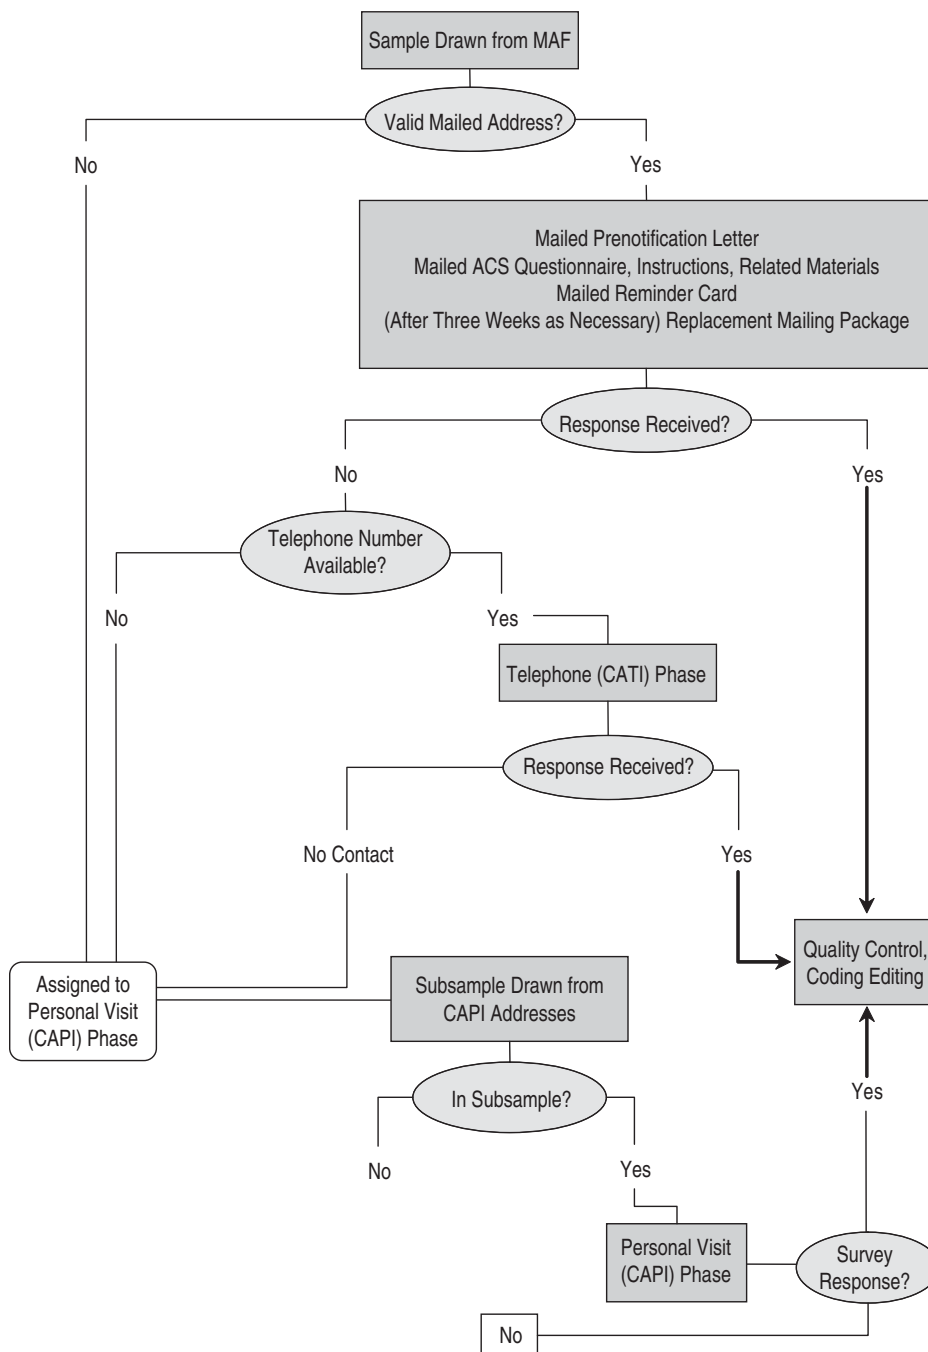 Sample Drawn from MAF
Valid Mailed Address?
No
Yes
Mailed Prenotification Letter
Mailed ACS Questionnaire, Instructions, Related Materials
Mailed Reminder Card
(After Three Weeks as Necessary) Replacement Mailing Package
Response Received?
No
Yes
Telephone Number
Available?
No
Yes
Telephone (CATI) Phase
Response Received?
No Contact
Yes
Quality Control,
Coding Editing
Assigned to
Personal Visit
(CAPI) Phase
Subsample Drawn from
CAPI Addresses
In Subsample?
Yes
No
Yes
Personal Visit
(CAPI) Phase
Survey
Response?
No